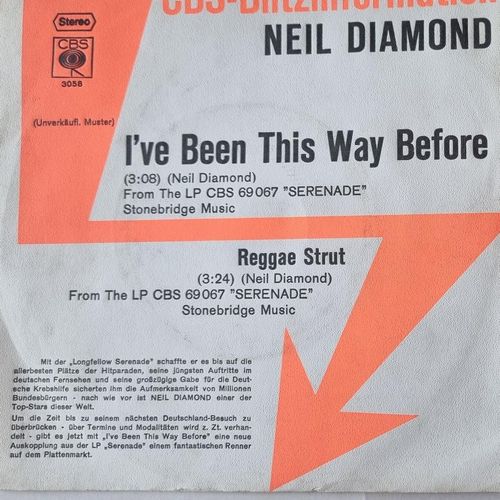 CBS-Blitzinformation
NEIL DIAMOND
Stereo
CBS
3058
(Unverkäufl. Muster)
I've Been This Way Before
(3:08) (Neil Diamond)
From The LP CBS 69067 "SERENADE"
Stonebridge Music
Reggae Strut
(3:24) (Neil Diamond)
From The LP CBS 69067 "SERENADE"
Stonebridge Music
Mit der „Longfellow Serenade" schaffte er es bis auf die
allerbesten Plätze der Hitparaden, seine jüngsten Auftritte im
deutschen Fernsehen und seine großzügige Gabe für die Deut-
sche Krebshilfe sicherten ihm die Aufmerksamkeit von Millionen
Bundesbürgern - nach wie vor ist NEIL DIAMOND einer der
Top-Stars dieser Welt.
Um die Zeit bis zu seinem nächsten Deutschland-Besuch zu
überbrücken - über Termine und Modalitäten wird z. Zt. verhan-
delt - gibt es jetzt mit „I've Been This Way Before" eine neue
Auskopplung aus der LP „Serenade" einem fantastischen Renner
auf dem Plattenmarkt.